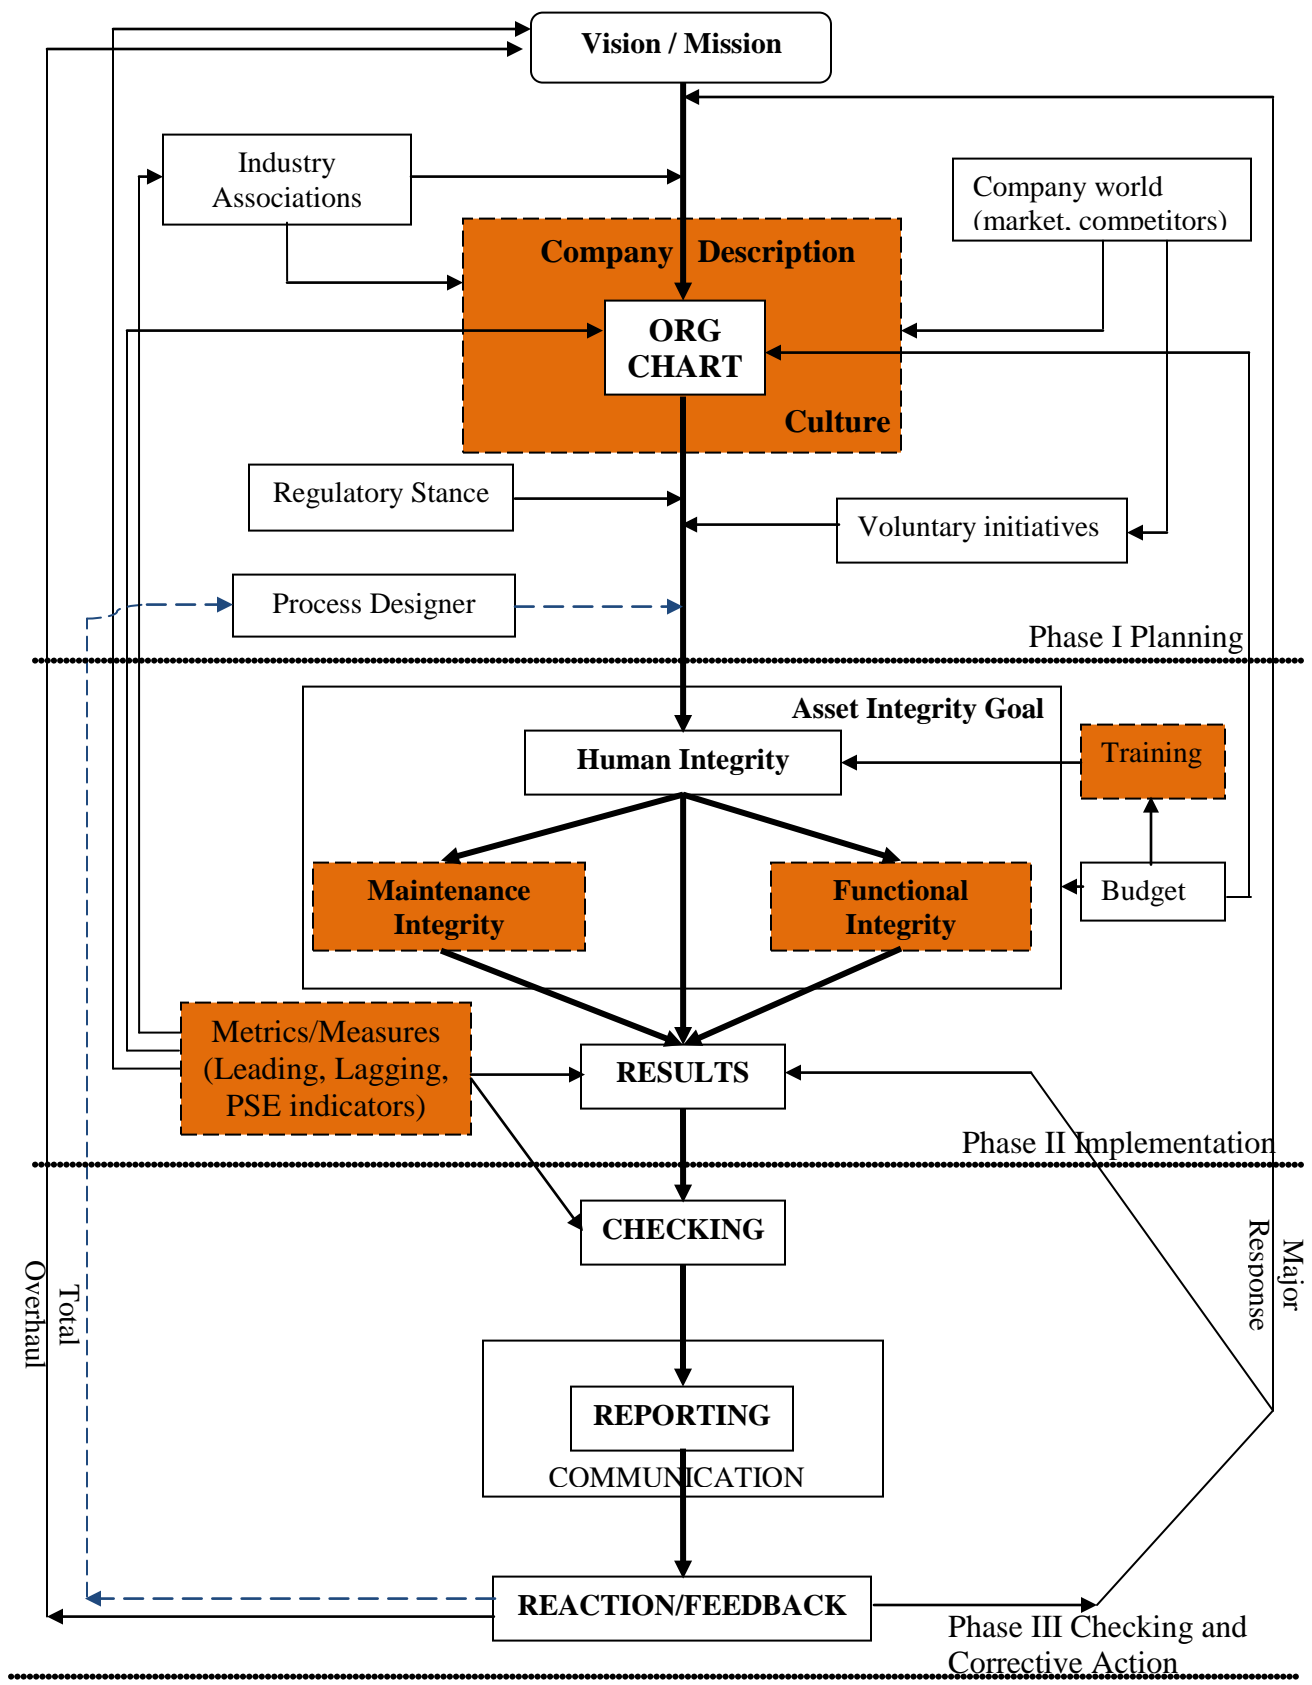 Vision / Mission
Industry
Associations
Company world
(market, competitors)
Company Description
ORG
CHART
Culture
Regulatory Stance
Voluntary initiatives
Process Designer
Phase I Planning
Asset Integrity Goal
Human Integrity
Training
Maintenance
Integrity
Functional
Integrity
Budget
Metrics/Measures
(Leading, Lagging,
PSE indicators)
RESULTS
Phase II Implementation
CHECKING
Major
Response
Total
Overhaul
REPORTING
COMMUNICATION
REACTION/FEEDBACK
Phase III Checking and
Corrective Action